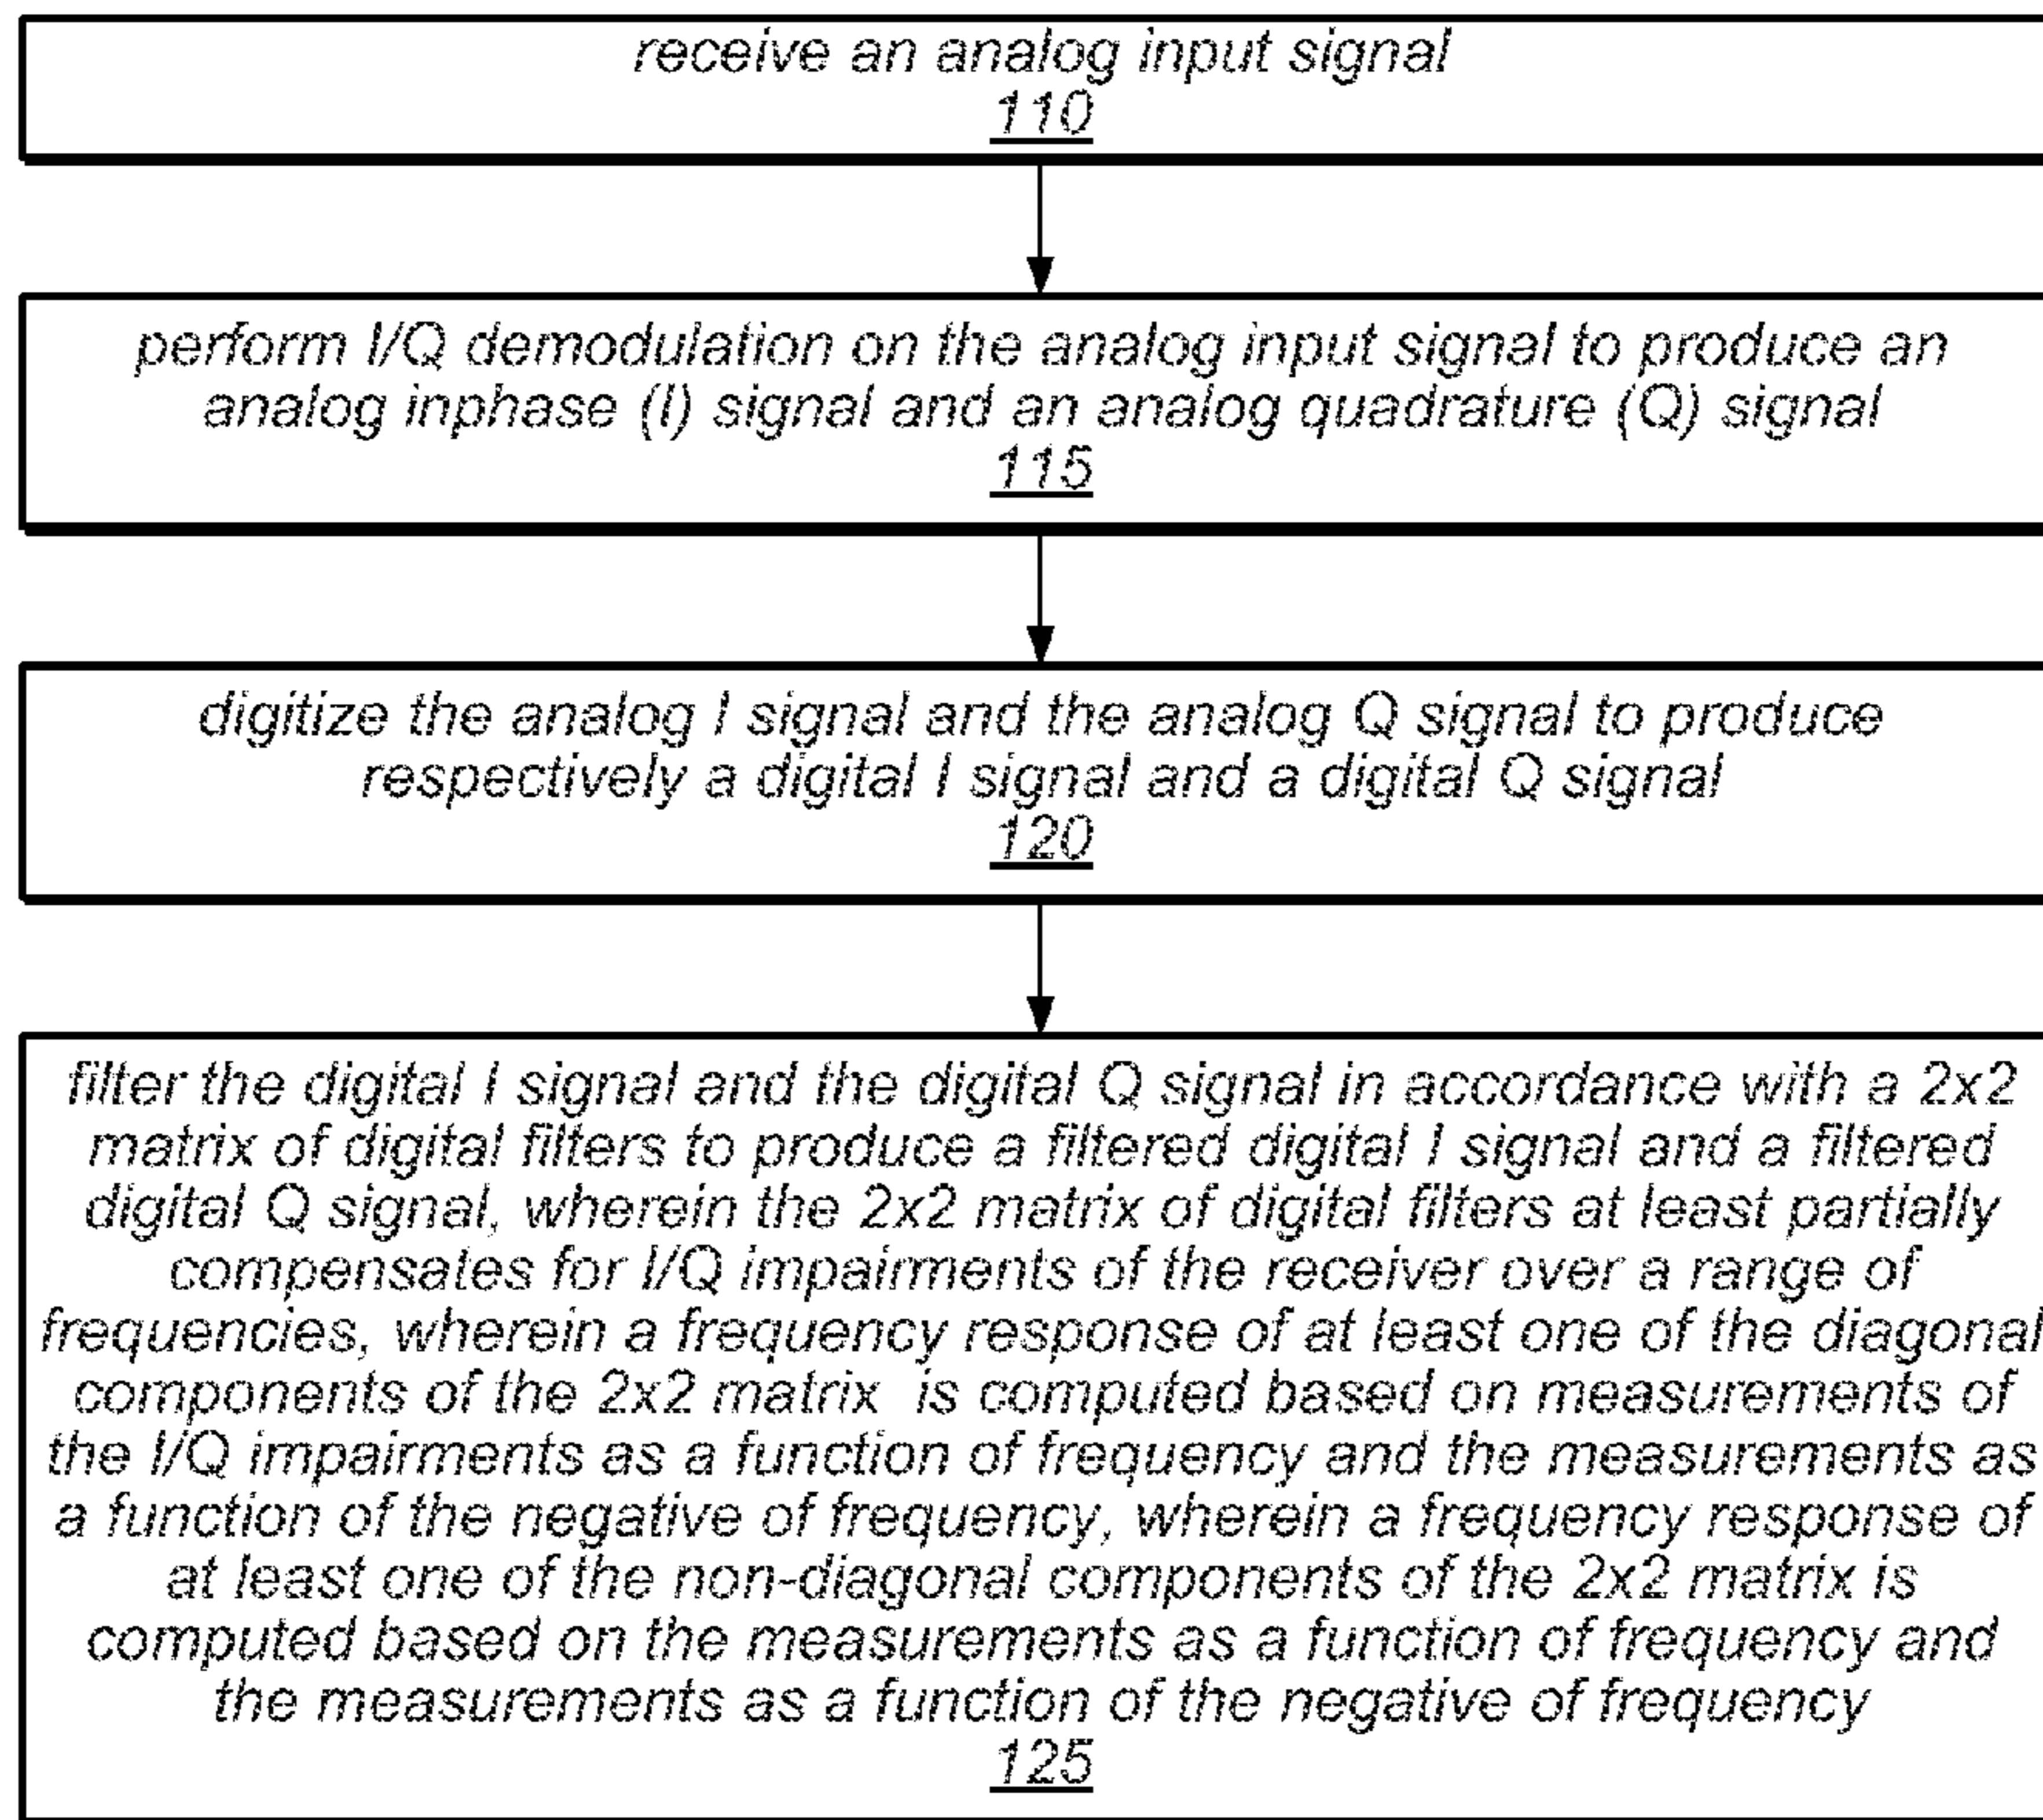 receive an analog input signal
110
perform I/Q demodulation on the analog input signal to produce an
analog inphase (I) signal and an analog quadrature (Q) signal
115
digitize the analog I signal and the analog Q signal to produce
respectively a digital I signal and a digital Q signal
120
filter the digital I signal and the digital Q signal in accordance with a 2x2
matrix of digital filters to produce a filtered digital I signal and a filtered
digital Q signal, wherein the 2x2 matrix of digital filters at least partially
compensates for I/Q impairments of the receiver over a range of
frequencies, wherein a frequency response of at least one of the diagonal
components of the 2x2 matrix is computed based on measurements of
the I/Q impairments as a function of frequency and the measurements as
a function of the negative of frequency, wherein a frequency response of
at least one of the non-diagonal components of the 2x2 matrix is
computed based on the measurements as a function of frequency and
the measurements as a function of the negative of frequency
125